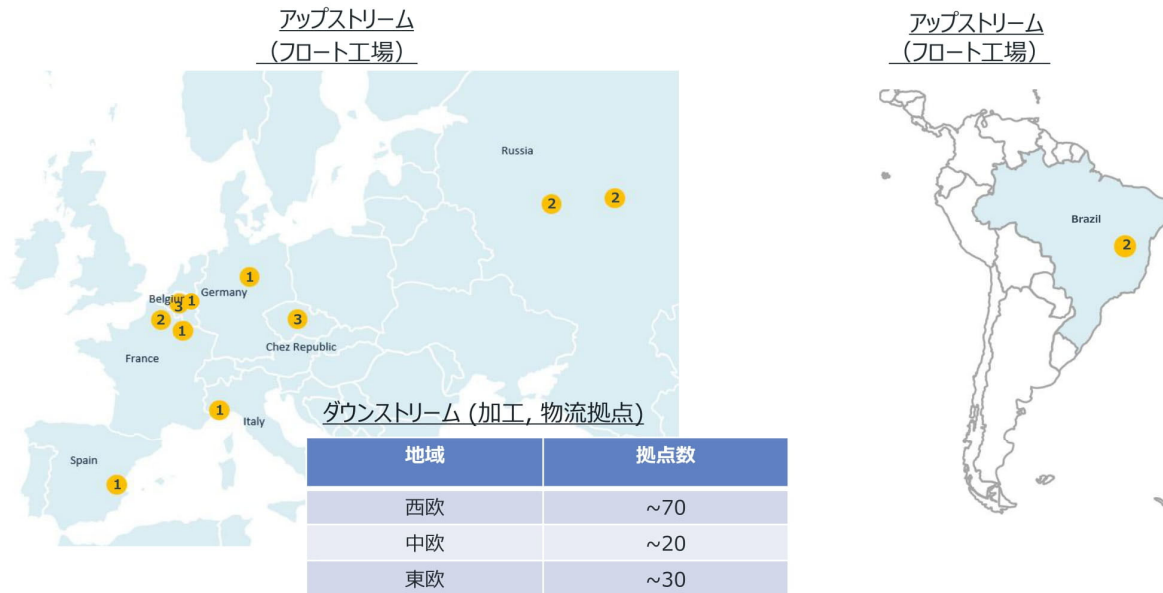 アップストリーム
（フロート工場）
Russia
2
2
1
Belgiur
Germany
1
3
2
1
3
Chez Republic
France
1
Italy
Spain
1
ダウンストリーム (加工, 物流拠点)
地域 拠点数
西欧 ~70
中欧 ~20
東欧 ~30
アップストリーム
（フロート工場）
Brazil
2